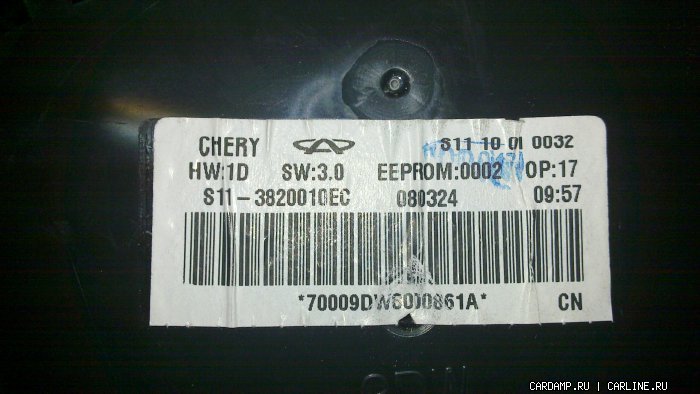 CHERY S11 10 01 0032
HW:1D SW:3.0 EEPROM:0002 OP:17
S11-3820010EC 080324 09:57
CN
CARDAMP.RU | CARLINE.RU